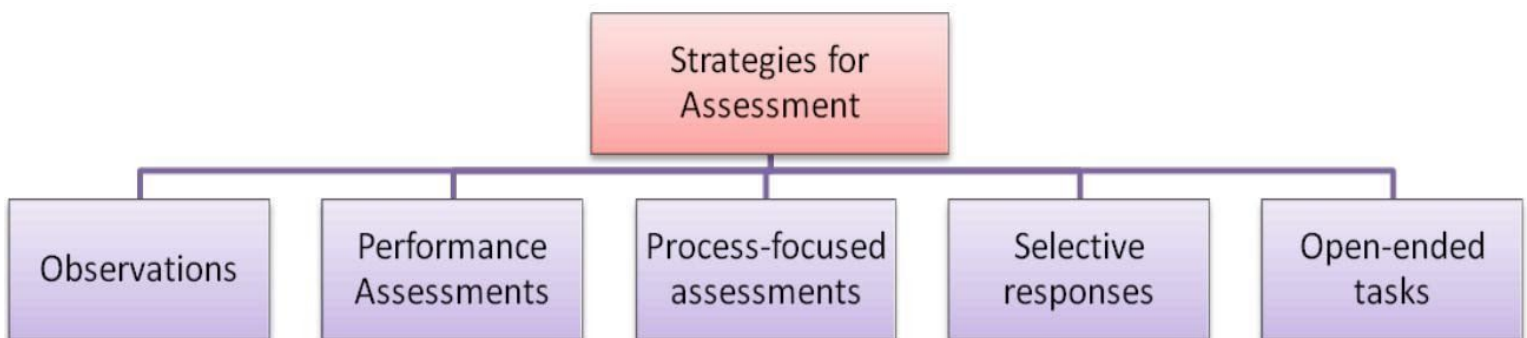 Strategies for
Assessment
Observations
Performance
Assessments
Process-focused
assessments
Selective
responses
Open-ended
tasks